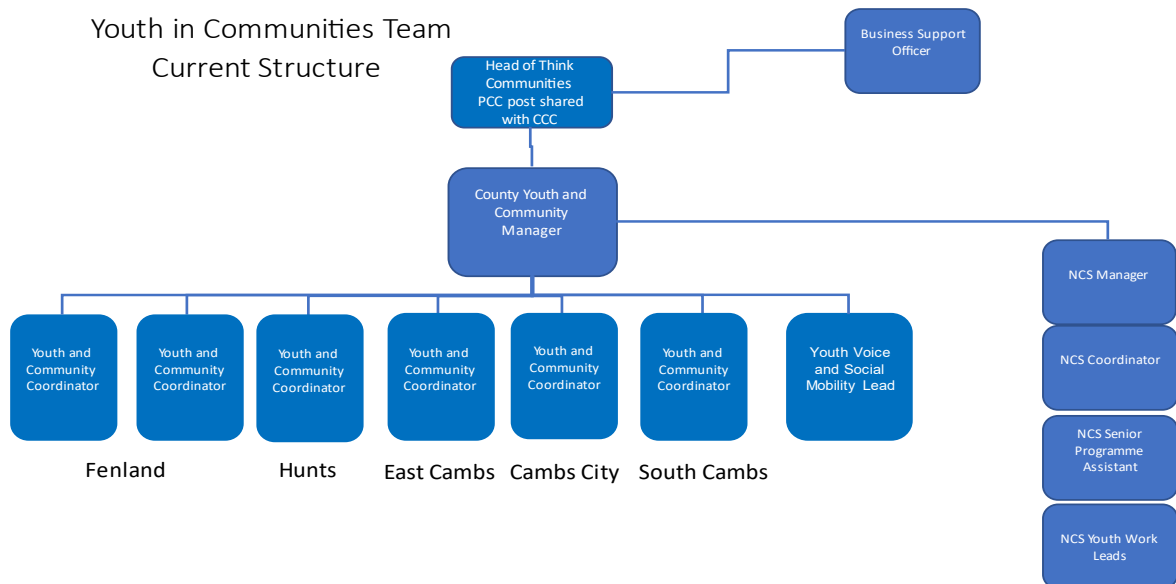 Youth in Communities Team
Current Structure
Business Support
Officer
Head of Think
Communities
PCC post shared
with CCC
County Youth and
Community
Manager
NCS Manager
NCS Coordinator
NCS Senior
Programme
Assistant
NCS Youth Work
Leads
Youth and
Community
Coordinator
Youth and
Community
Coordinator
Youth and
Community
Coordinator
Youth and
Community
Coordinator
Youth and
Community
Coordinator
Youth and
Community
Coordinator
Youth Voice
and Social
Mobility Lead
Fenland
Hunts
East Cambs
Cambs City
South Cambs